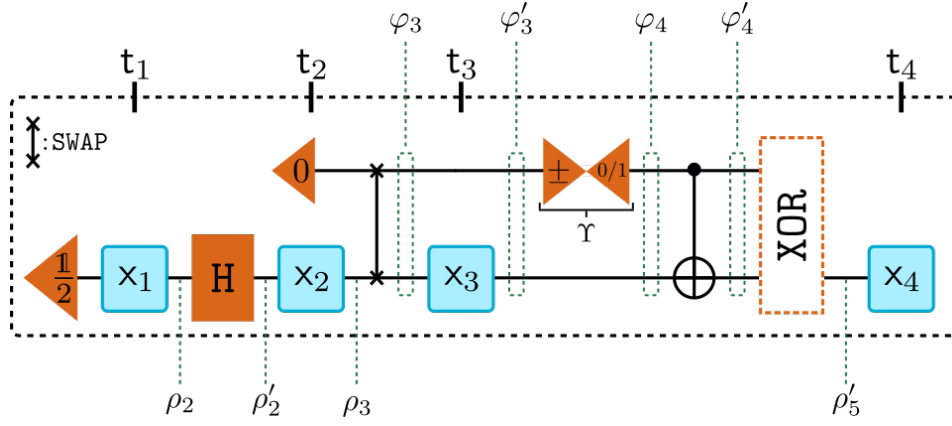 φ₃ φ′₃ φ₄ φ′₄
t₁ t₂ t₃ t₄
:SWAP
0 ± 0/1
Υ
XOR
𝟙/2 X₁ H X₂ X₃ X₄
ρ₂ ρ′₂ ρ₃ ρ′₅